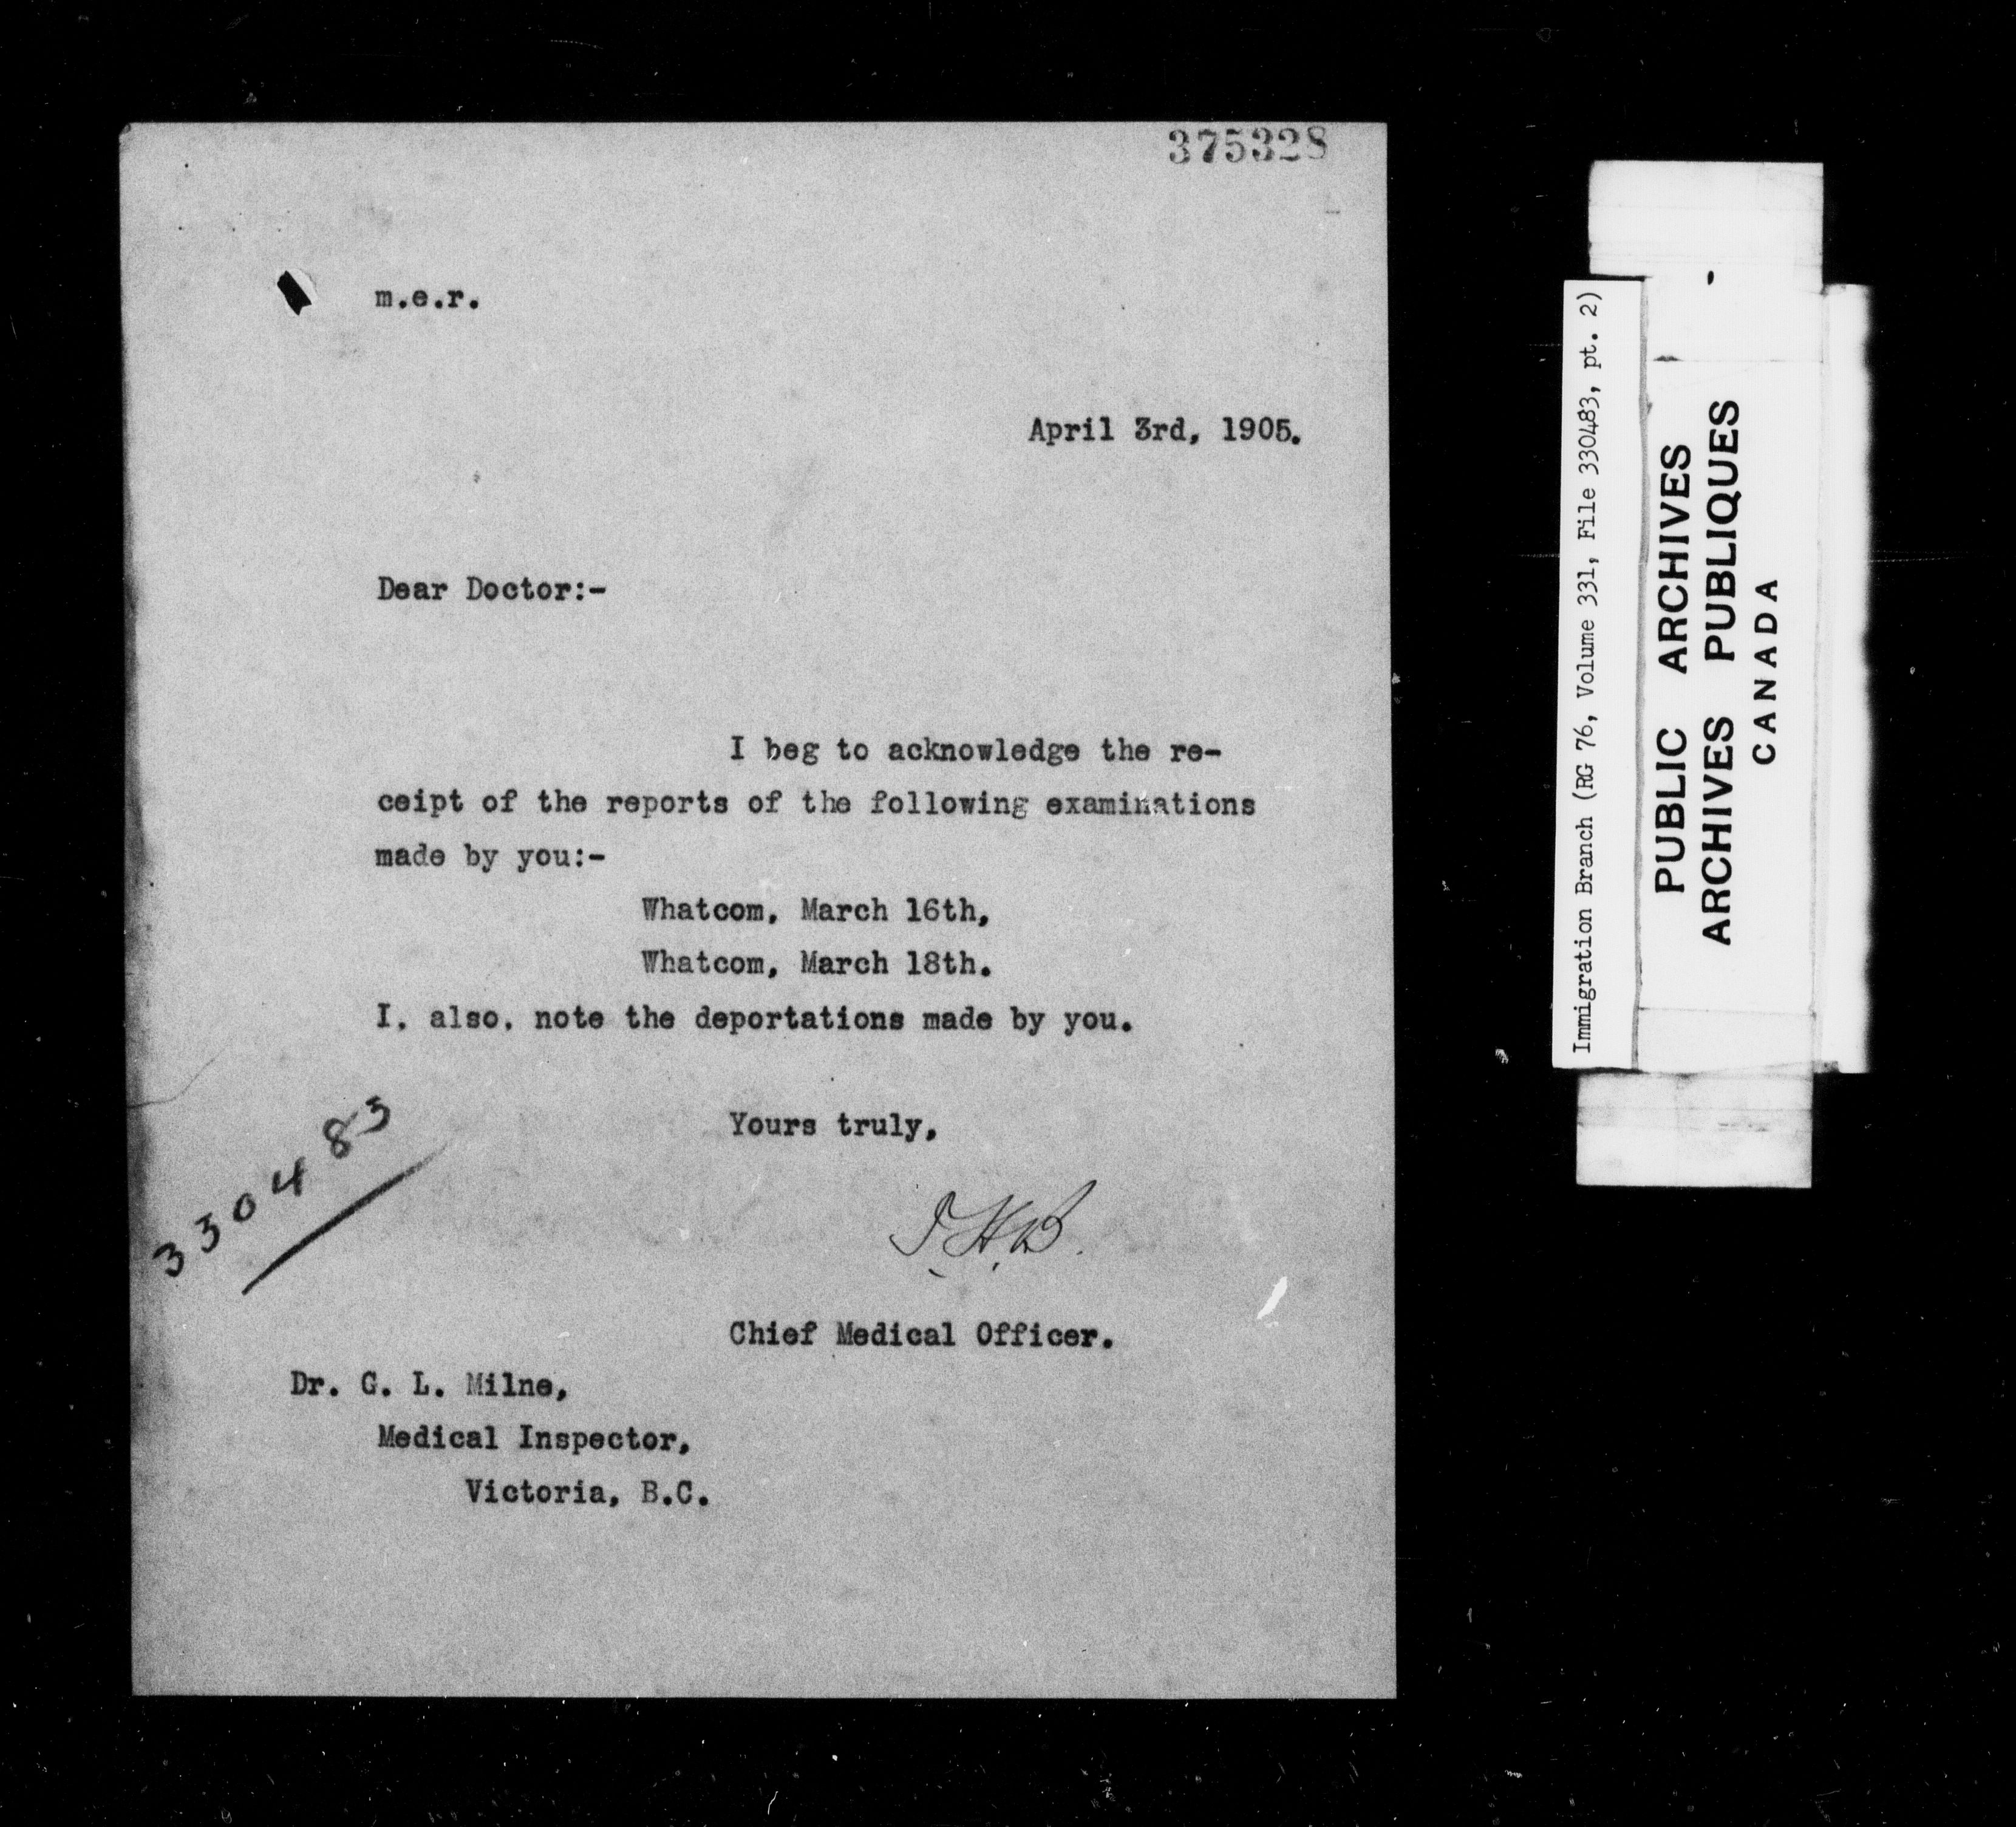 375328
m.e.r.
April 3rd, 1905.
Dear Doctor:-
I beg to acknowledge the re-
ceipt of the reports of the following examinations
made by you:-
Whatcom, March 16th,
Whatcom, March 18th.
I, also, note the deportations made by you.
Yours truly,
330483
Chief Medical Officer.
Dr. G. L. Milne,
Medical Inspector,
Victoria, B.C.
Immigration Branch (RG 76, Volume 331, File 330483, pt. 2)
PUBLIC ARCHIVES
ARCHIVES PUBLIQUES
CANADA